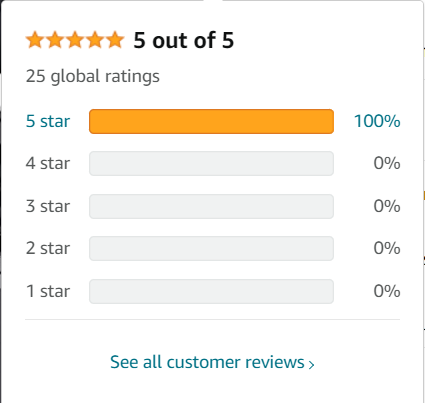 5 out of 5
25 global ratings
5 star 100%
4 star 0%
3 star 0%
2 star 0%
1 star 0%
See all customer reviews ›